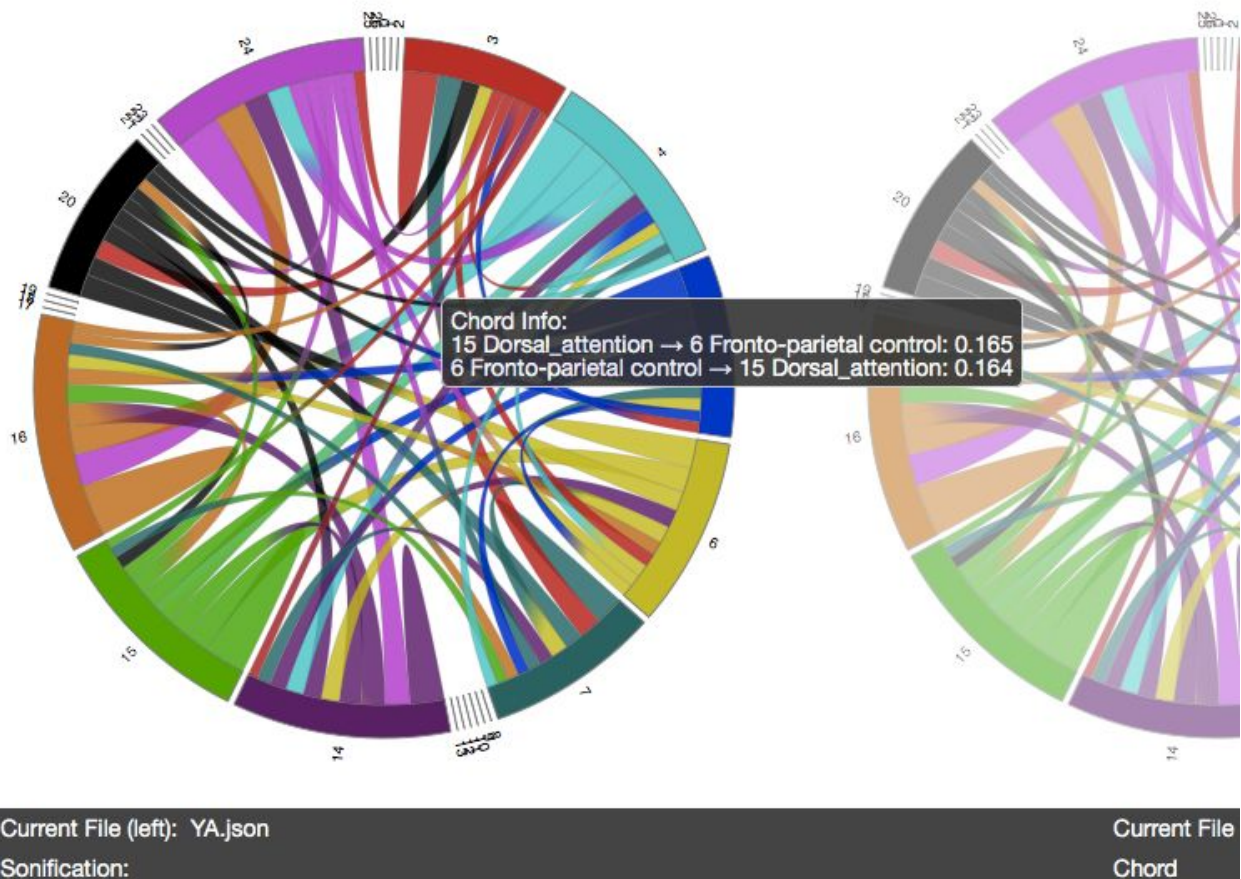 24
3
4
20
16
6
15
7
14
24
20
16
15
14
Chord Info:
15 Dorsal_attention → 6 Fronto-parietal control: 0.165
6 Fronto-parietal control → 15 Dorsal_attention: 0.164
Current File (left): YA.json
Current File
Sonification:
Chord